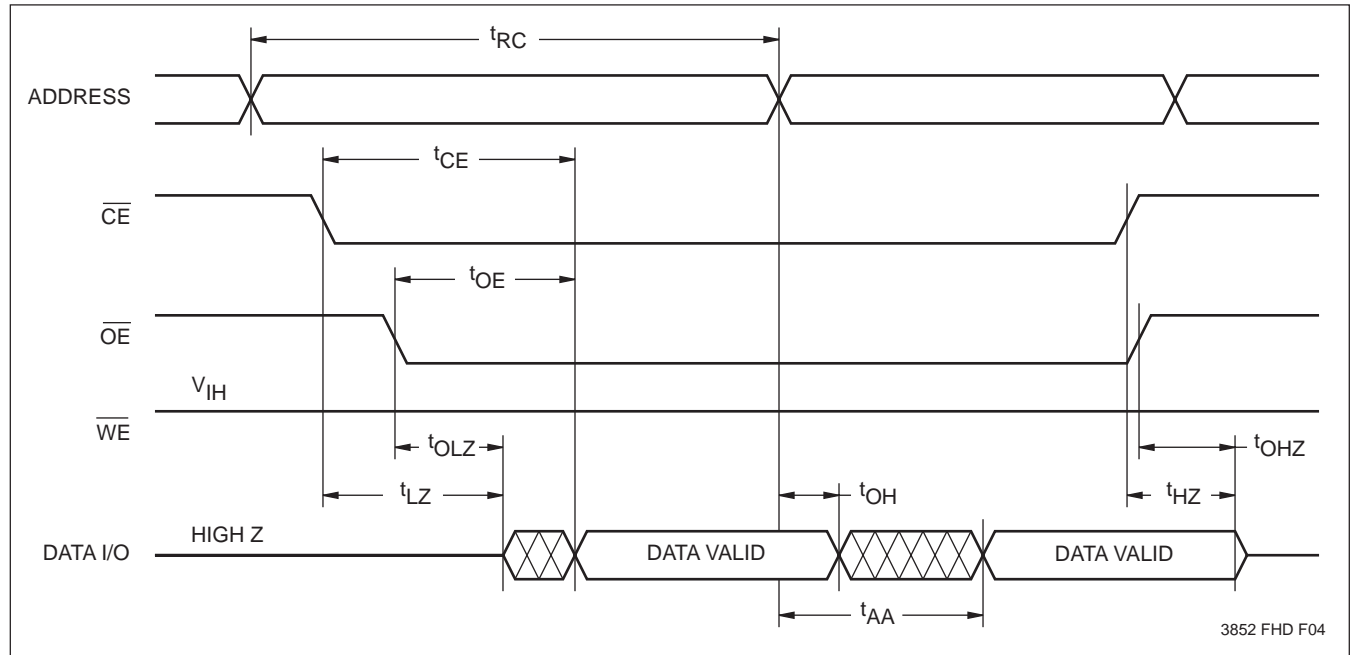 tRC
ADDRESS
tCE
CE
tOE
OE
VIH
WE
tOLZ
tOHZ
tLZ
tOH
tHZ
HIGH Z
DATA I/O
DATA VALID
DATA VALID
tAA
3852 FHD F04